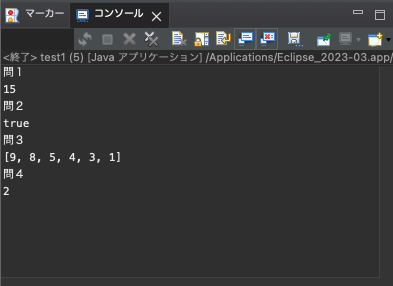 マーカー コンソール
<終了> test1 (5) [Java アプリケーション] /Applications/Eclipse_2023-03.app/
問１
15
問２
true
問３
[9, 8, 5, 4, 3, 1]
問４
2